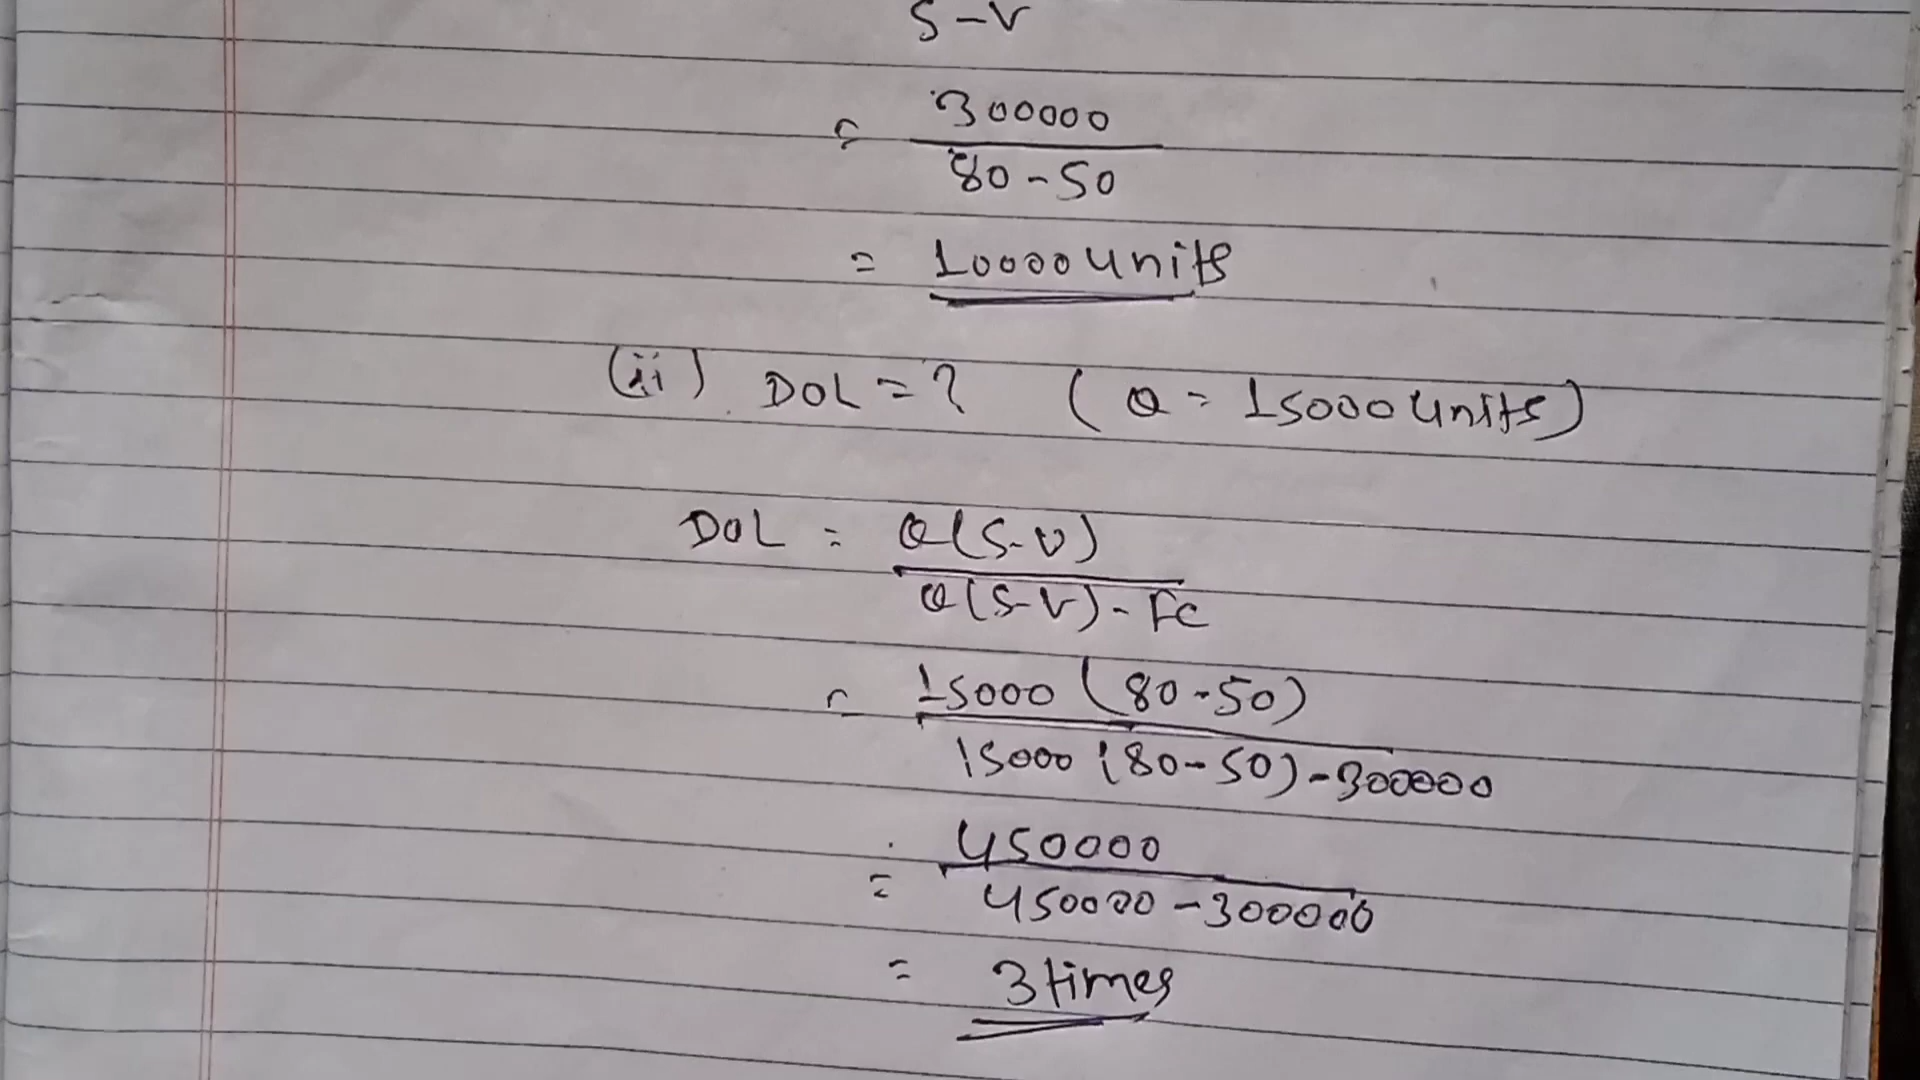 S-V
= 300000
80-50
= 10000 units
(ii) DOL = ? (Q = 15000 units)
DOL = Q(S-V)
Q(S-V)-FC
= 15000 (80-50)
15000 (80-50)-300000
= 450000
450000-300000
= 3 times